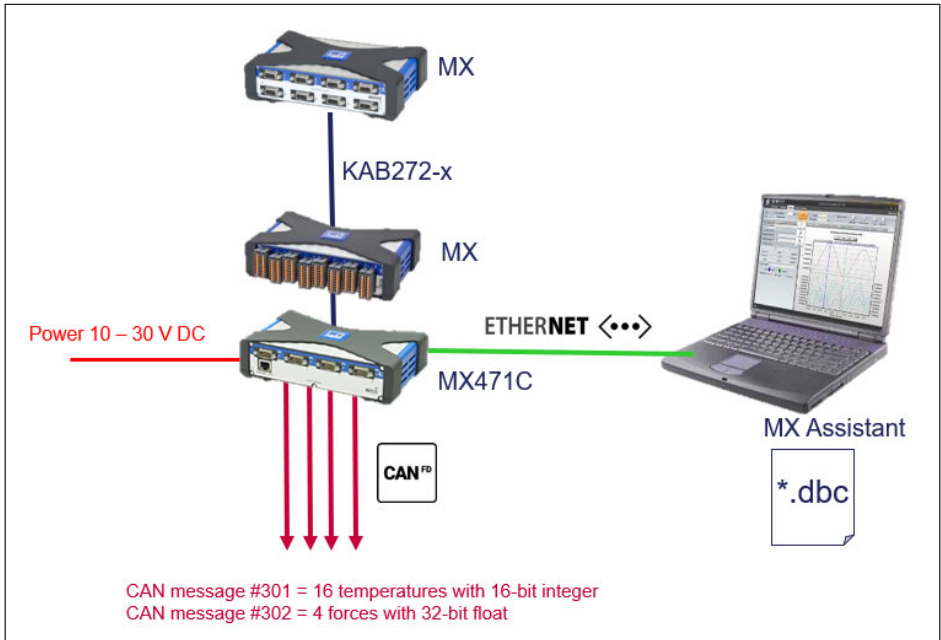 MX
KAB272-x
MX
Power 10 – 30 V DC
ETHERNET <•••>
MX471C
MX Assistant
CAN FD
*.dbc
CAN message #301 = 16 temperatures with 16-bit integer
CAN message #302 = 4 forces with 32-bit float